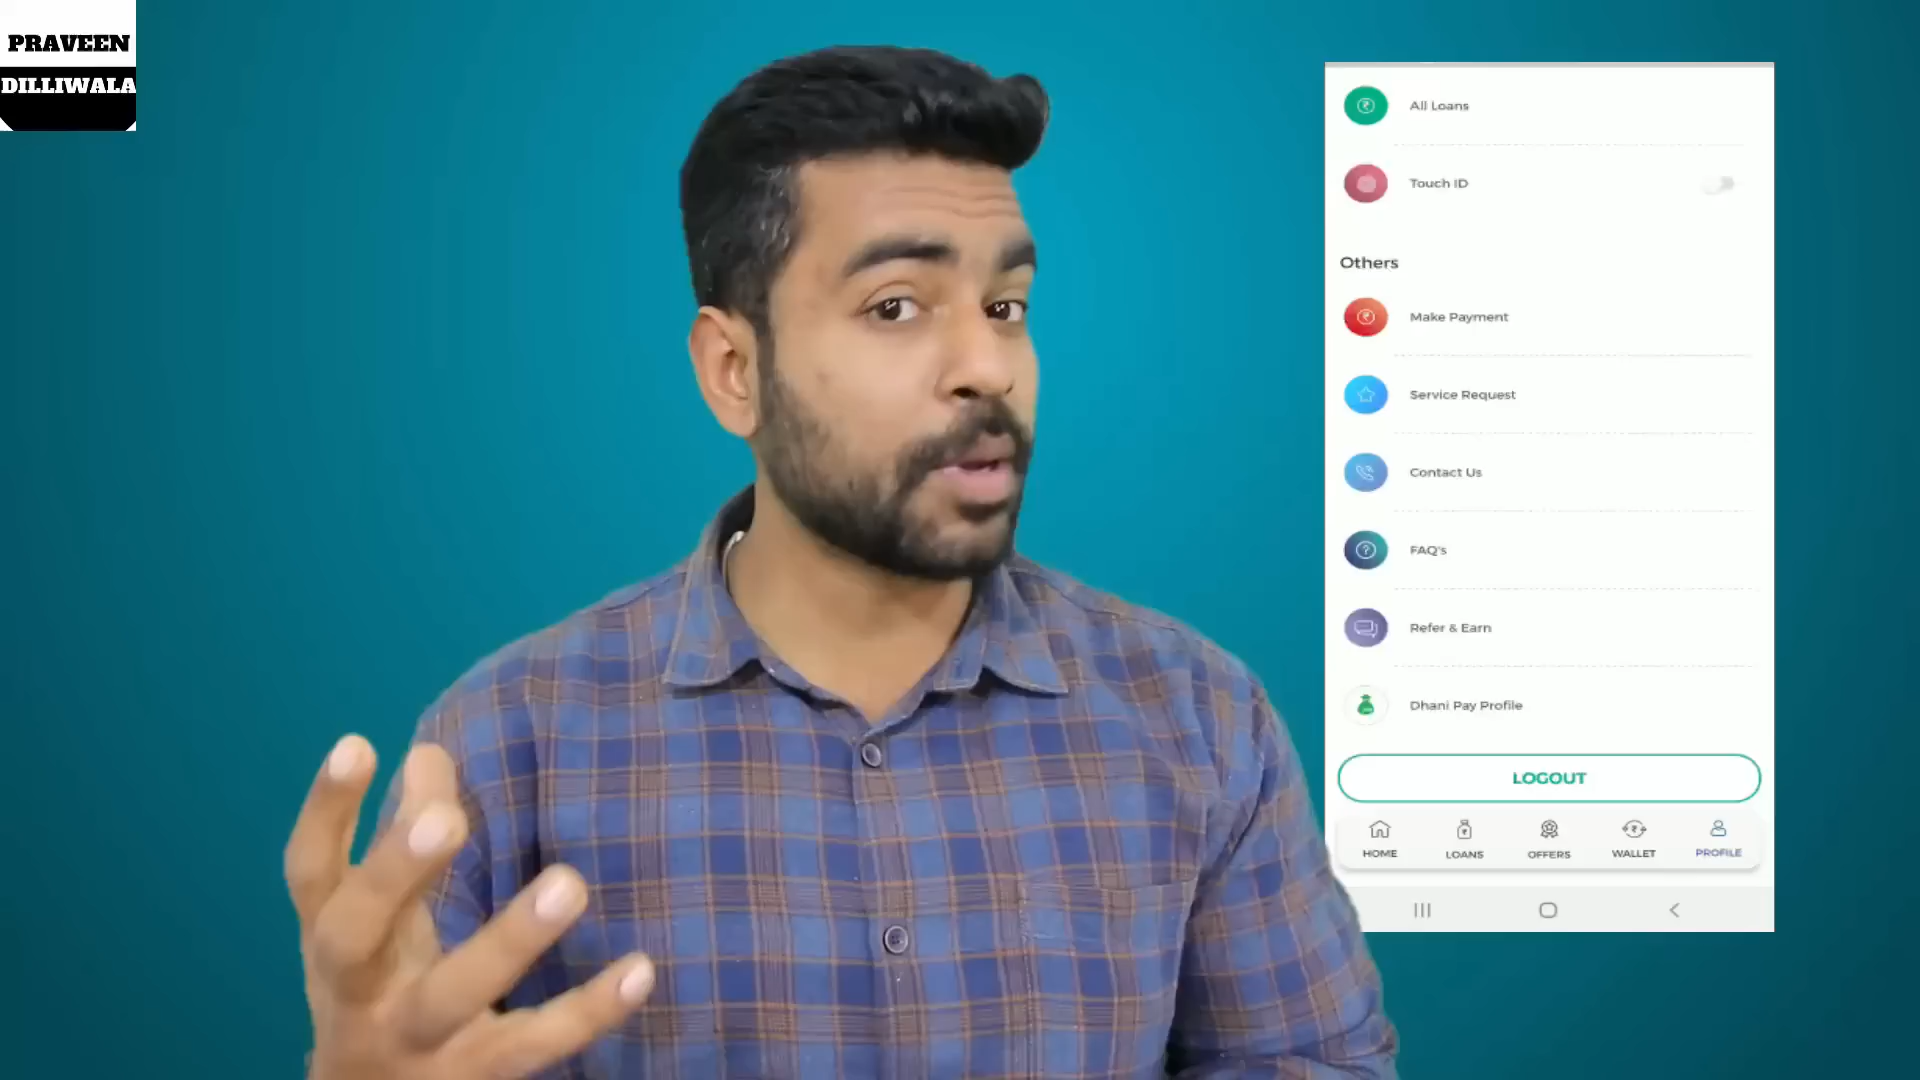 PRAVEEN
DILLIWALA
All Loans
Touch ID
Others
Make Payment
Service Request
Contact Us
FAQ's
Refer & Earn
Dhani Pay Profile
LOGOUT
HOME LOANS OFFERS WALLET PROFILE